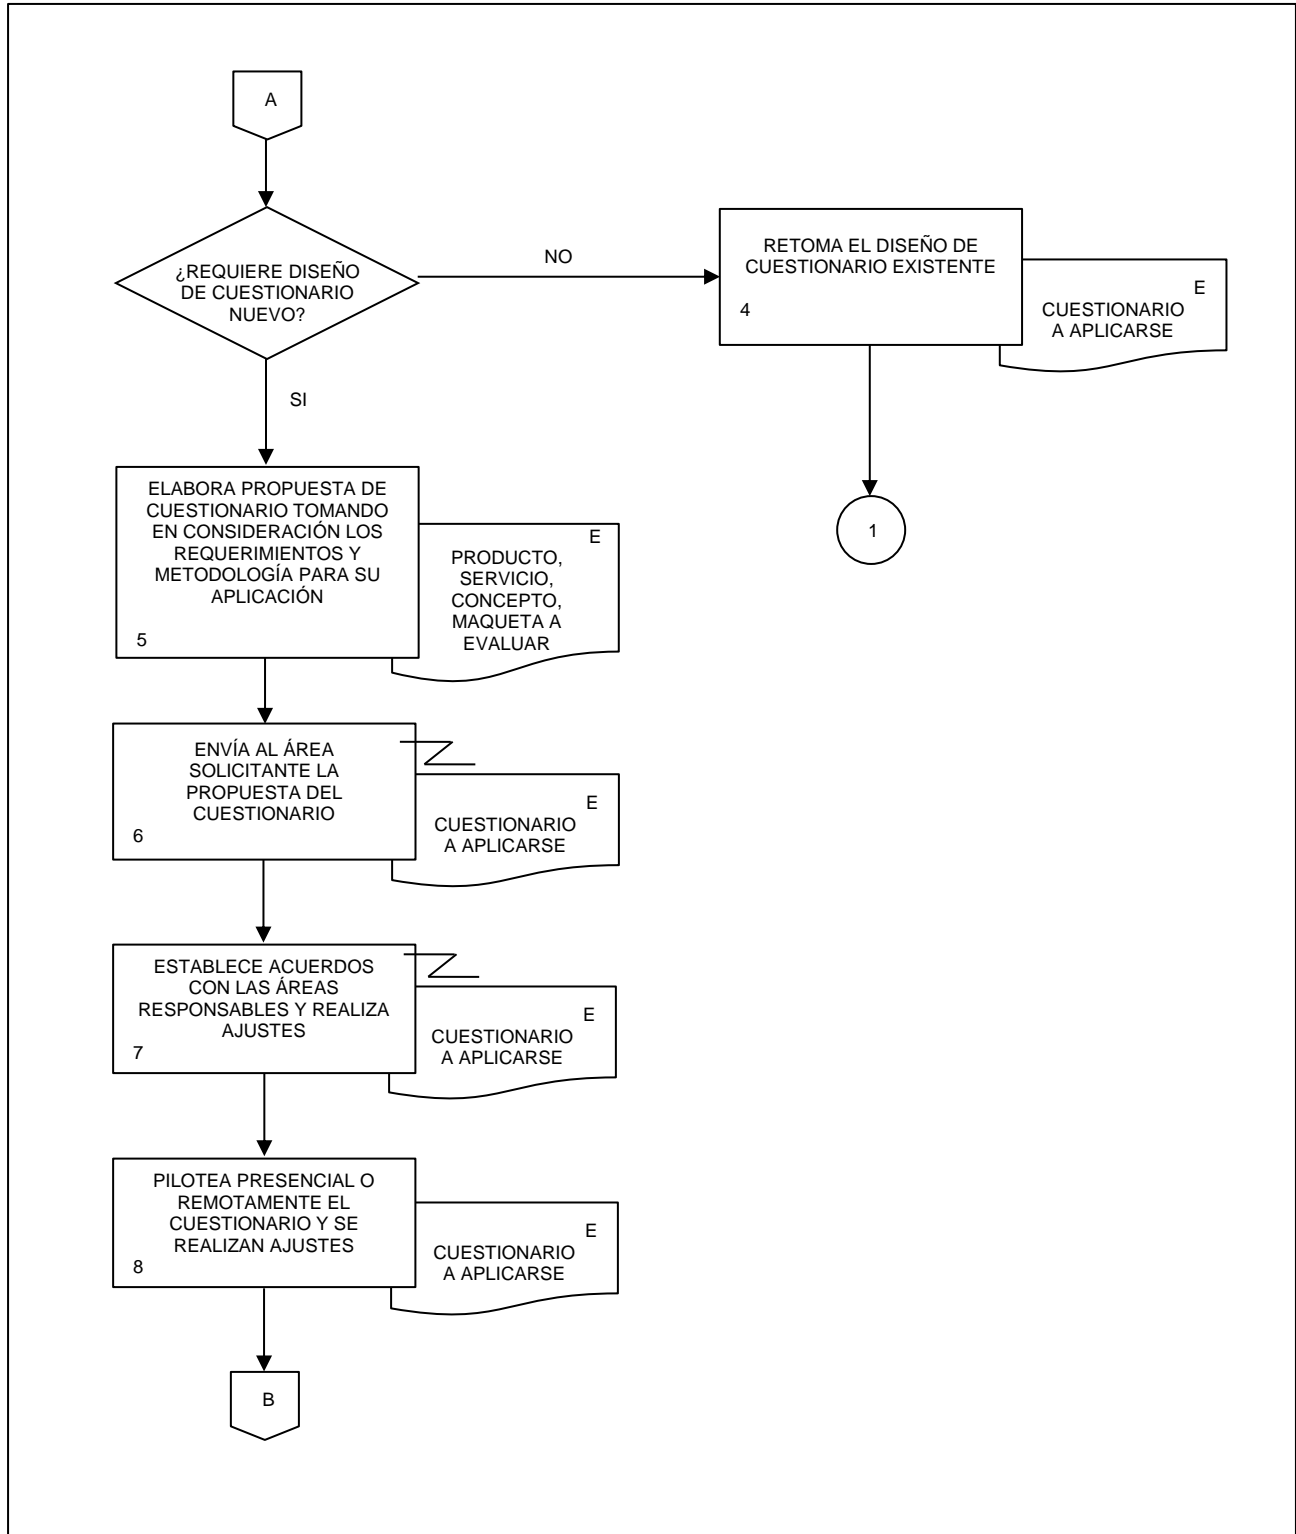 A
¿REQUIERE DISEÑO
DE CUESTIONARIO
NUEVO?
NO
RETOMA EL DISEÑO DE
CUESTIONARIO EXISTENTE
4
E
CUESTIONARIO
A APLICARSE
1
SI
ELABORA PROPUESTA DE
CUESTIONARIO TOMANDO
EN CONSIDERACIÓN LOS
REQUERIMIENTOS Y
METODOLOGÍA PARA SU
APLICACIÓN
5
E
PRODUCTO,
SERVICIO,
CONCEPTO,
MAQUETA A
EVALUAR
ENVÍA AL ÁREA
SOLICITANTE LA
PROPUESTA DEL
CUESTIONARIO
6
E
CUESTIONARIO
A APLICARSE
ESTABLECE ACUERDOS
CON LAS ÁREAS
RESPONSABLES Y REALIZA
AJUSTES
7
E
CUESTIONARIO
A APLICARSE
PILOTEA PRESENCIAL O
REMOTAMENTE EL
CUESTIONARIO Y SE
REALIZAN AJUSTES
8
E
CUESTIONARIO
A APLICARSE
B